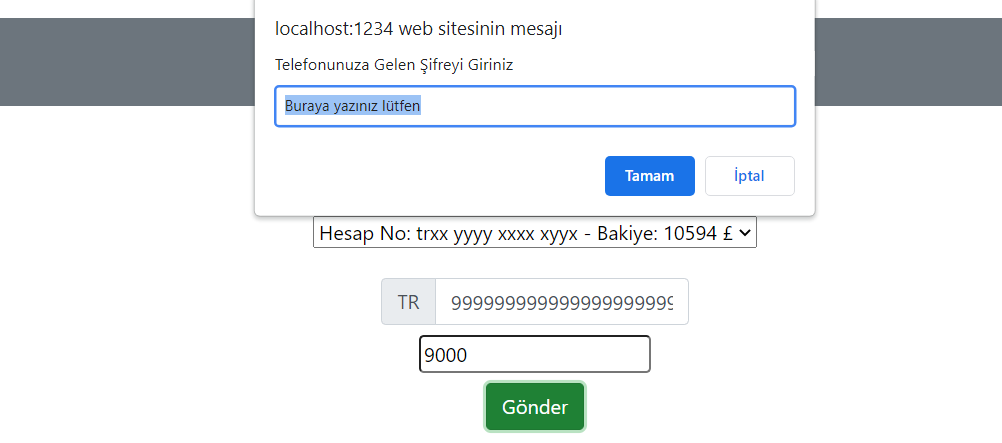 localhost:1234 web sitesinin mesajı
Telefonunuza Gelen Şifreyi Giriniz
Buraya yazınız lütfen
Tamam İptal
Hesap No: trxx yyyy xxxx xyyx - Bakiye: 10594 £
TR 999999999999999999999
9000
Gönder